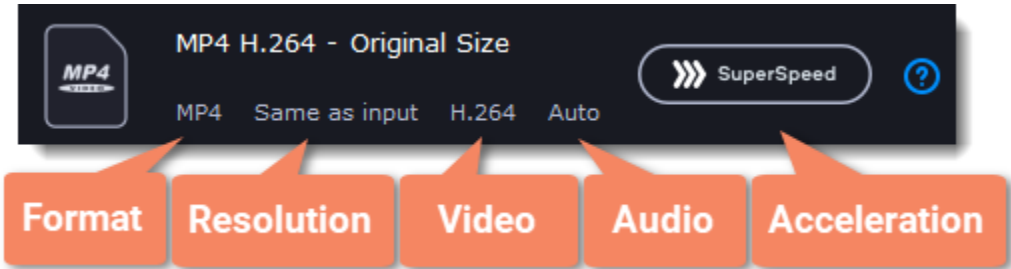 MP4 H.264 - Original Size
MP4
VIDEO
SuperSpeed
?
MP4 Same as input H.264 Auto
Format Resolution Video Audio Acceleration